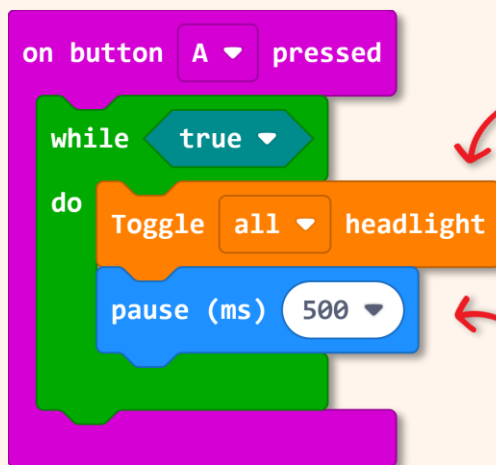 on button A pressed
while true
do
Toggle all headlight
pause (ms) 500